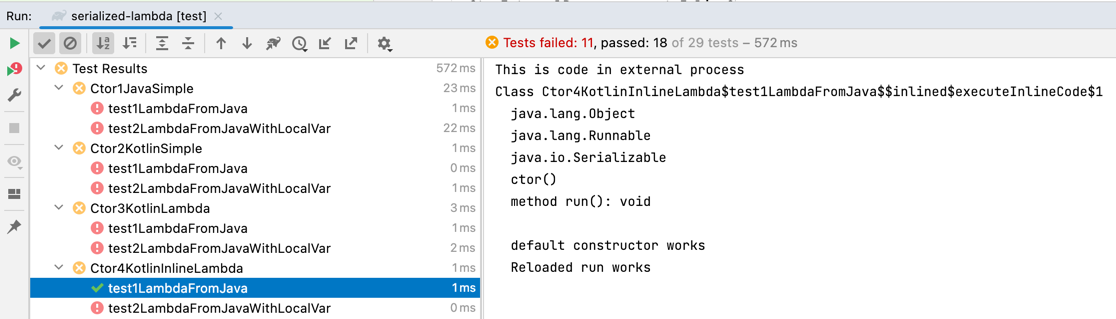 Run: serialized-lambda [test]
Tests failed: 11, passed: 18 of 29 tests – 572 ms
Test Results 572 ms
Ctor1JavaSimple 23 ms
test1LambdaFromJava 1 ms
test2LambdaFromJavaWithLocalVar 22 ms
Ctor2KotlinSimple 1 ms
test1LambdaFromJava 0 ms
test2LambdaFromJavaWithLocalVar 1 ms
Ctor3KotlinLambda 3 ms
test1LambdaFromJava 1 ms
test2LambdaFromJavaWithLocalVar 2 ms
Ctor4KotlinInlineLambda 1 ms
test1LambdaFromJava 1 ms
test2LambdaFromJavaWithLocalVar 0 ms
This is code in external process
Class Ctor4KotlinInlineLambda$test1LambdaFromJava$$inlined$executeInlineCode$1
java.lang.Object
java.lang.Runnable
java.io.Serializable
ctor()
method run(): void
default constructor works
Reloaded run works